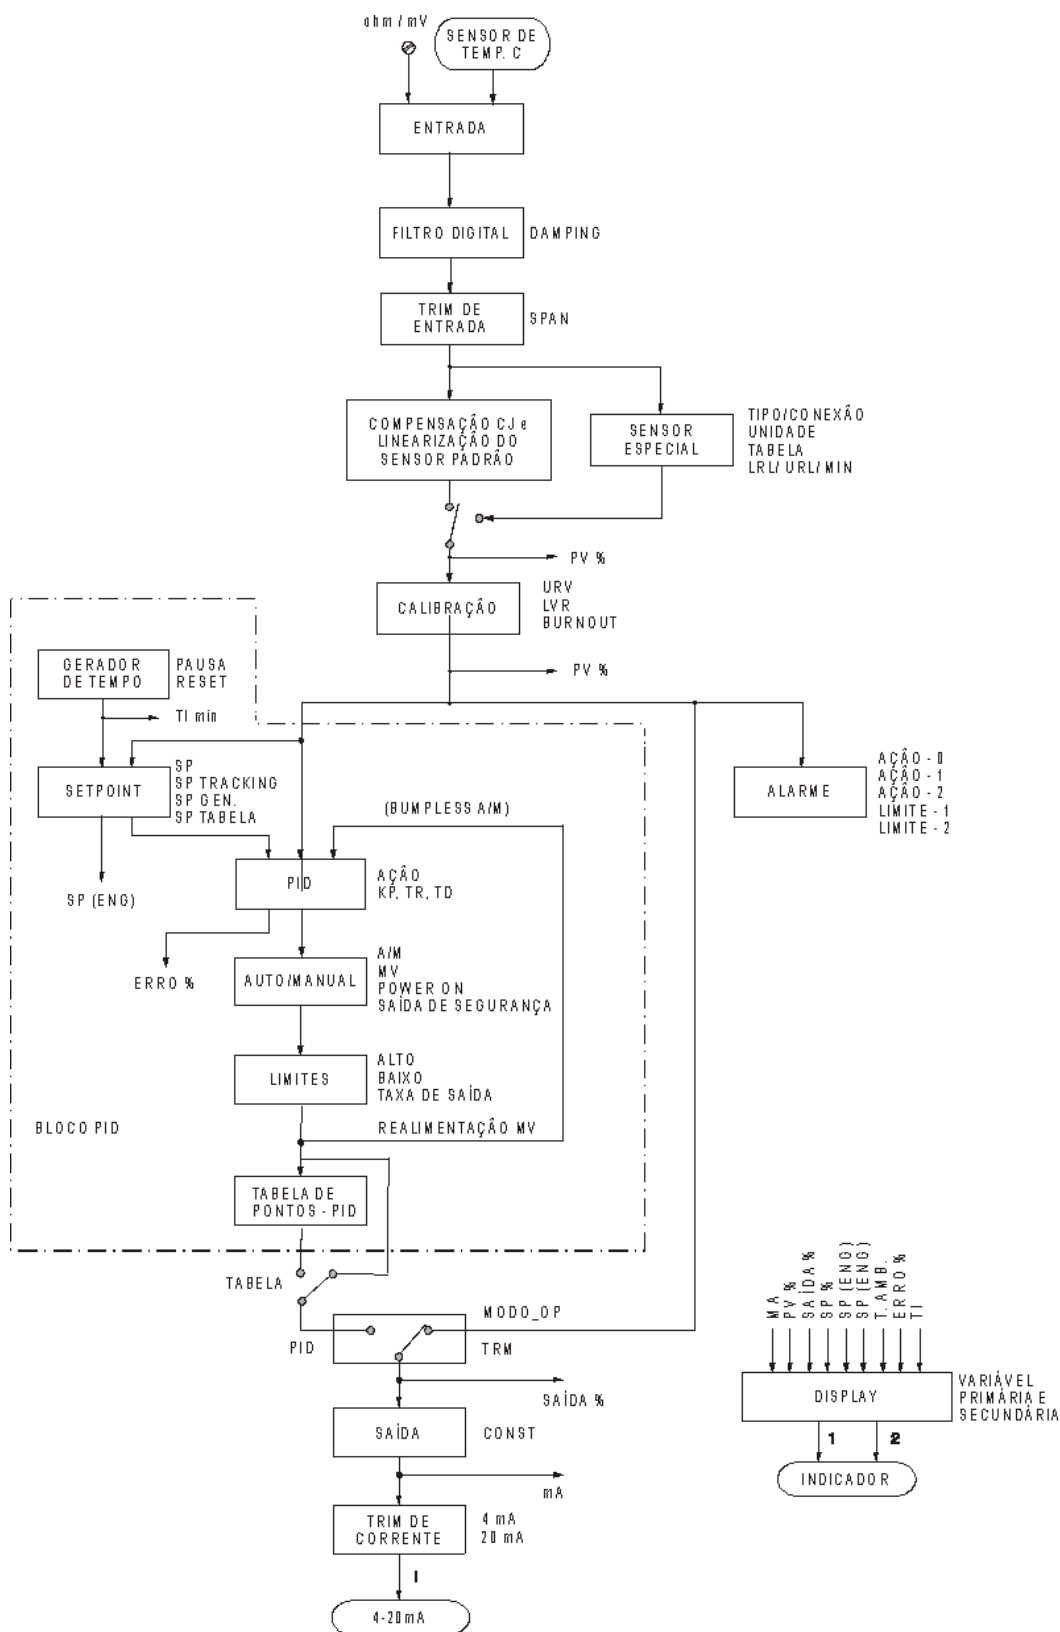 ohm / mV
SENSOR DE
TEMP. C
ENTRADA
FILTRO DIGITAL
DAMPING
TRIM DE
ENTRADA
SPAN
COMPENSAÇÃO CJ e
LINEARIZAÇÃO DO
SENSOR PADRÃO
SENSOR
ESPECIAL
TIPO/CONEXÃO
UNIDADE
TABELA
LRL/ URL/ MIN
PV %
CALIBRAÇÃO
URV
LVR
BURNOUT
PV %
GERADOR
DE TEMPO
PAUSA
RESET
TI min
SETPOINT
SP
SP TRACKING
SP GEN.
SP TABELA
ALARME
AÇÃO - 0
AÇÃO - 1
AÇÃO - 2
LIMITE - 1
LIMITE - 2
(BUMPLESS A/M)
PID
AÇÃO
KP, TR, TD
SP (ENG)
ERRO %
AUTO/MANUAL
A/M
MV
POWER ON
SAÍDA DE SEGURANÇA
LIMITES
ALTO
BAIXO
TAXA DE SAÍDA
BLOCO PID
REALIMENTAÇÃO MV
TABELA DE
PONTOS - PID
TABELA
MODO_OP
PID
TRM
SAÍDA %
SAÍDA
CONST
mA
TRIM DE
CORRENTE
4 mA
20 mA
I
4-20mA
MA
PV %
SAÍDA %
SP %
SP (ENG)
SP (ENG)
T. AMB.
ERRO %
TI
DISPLAY
VARIÁVEL
PRIMÁRIA E
SECUNDÁRIA
1
2
INDICADOR